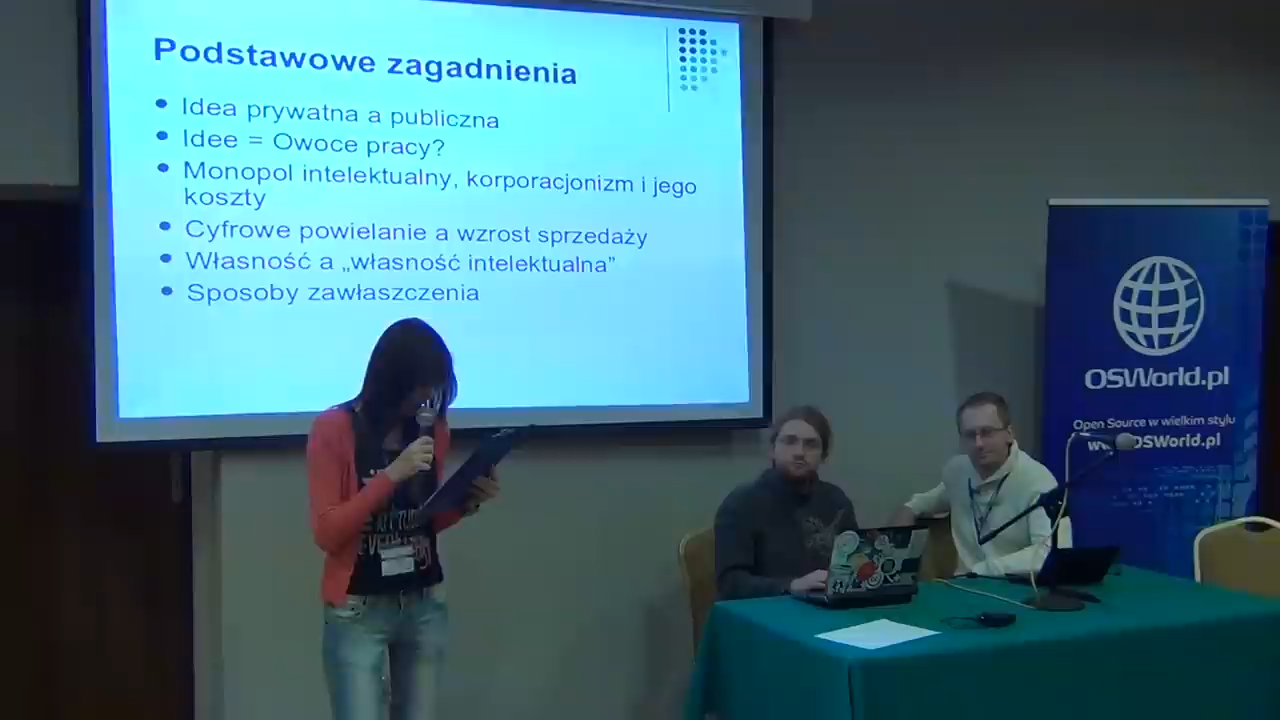 Podstawowe zagadnienia
Idea prywatna a publiczna
Idee = Owoce pracy?
Monopol intelektualny, korporacjonizm i jego
koszty
Cyfrowe powielanie a wzrost sprzedaży
Własność a „własność intelektualna”
Sposoby zawłaszczenia
OSWorld.pl
Open Source w wielkim stylu
OSWorld.pl